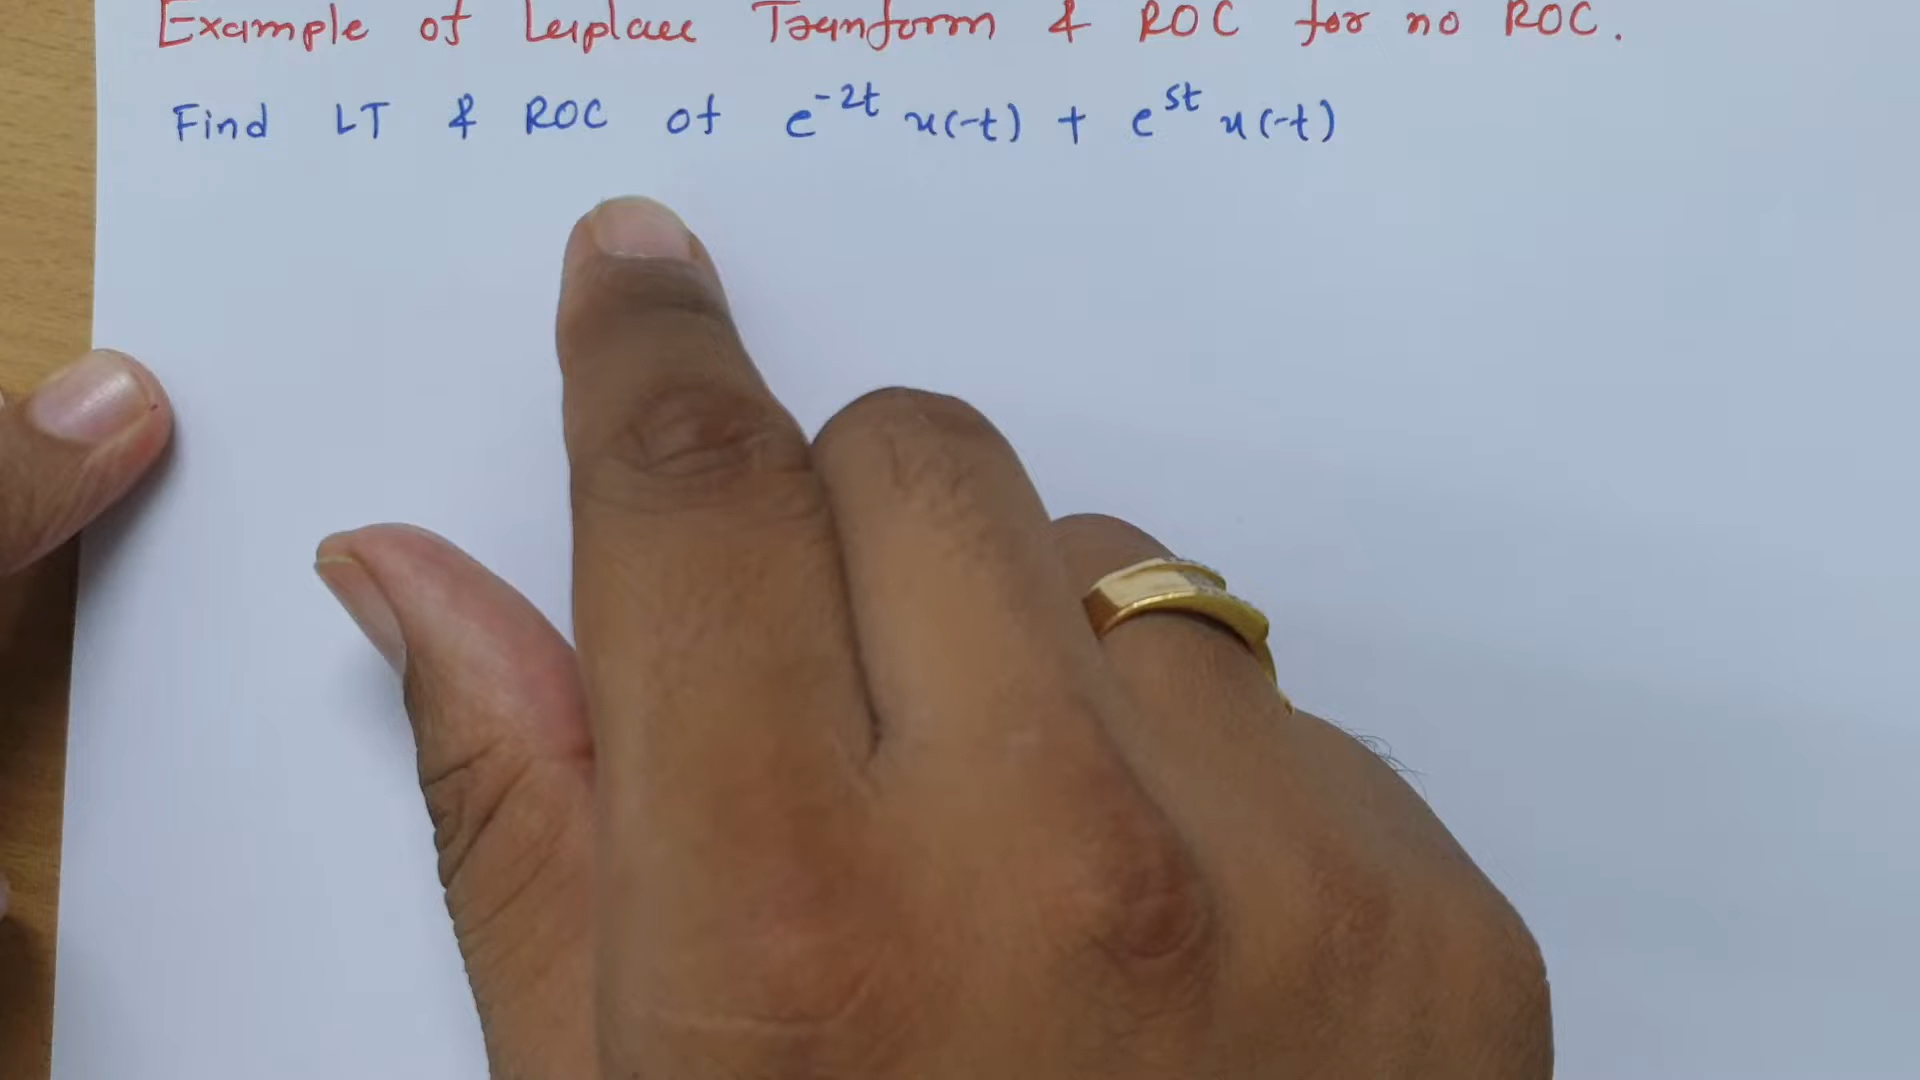 Example of Laplace Transform & ROC for no ROC.
Find LT & ROC of e^-2t u(-t) + e^5t u(-t)